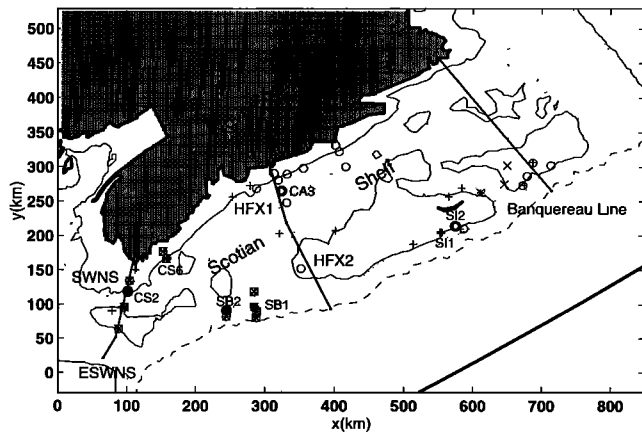 500
450
400
350
300
250
200
150
100
50
0
y(km)
0 100 200 300 400 500 600 700 800
x(km)
Shelf
CA3
HFX1
SI2
Banquereau Line
Scotian
SI1
HFX2
CS6
SWNS
CS2
SB2 SB1
ESWNS